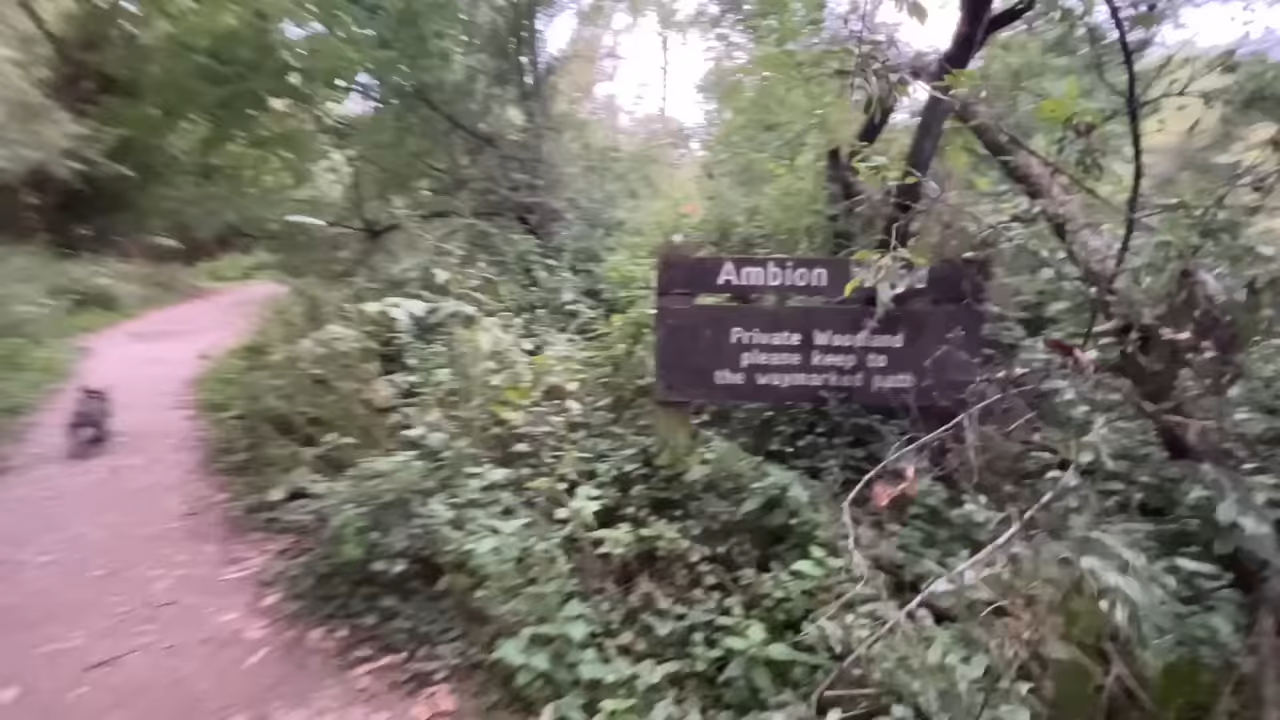 Ambion
Private Woodland
please keep to
the waymarked path